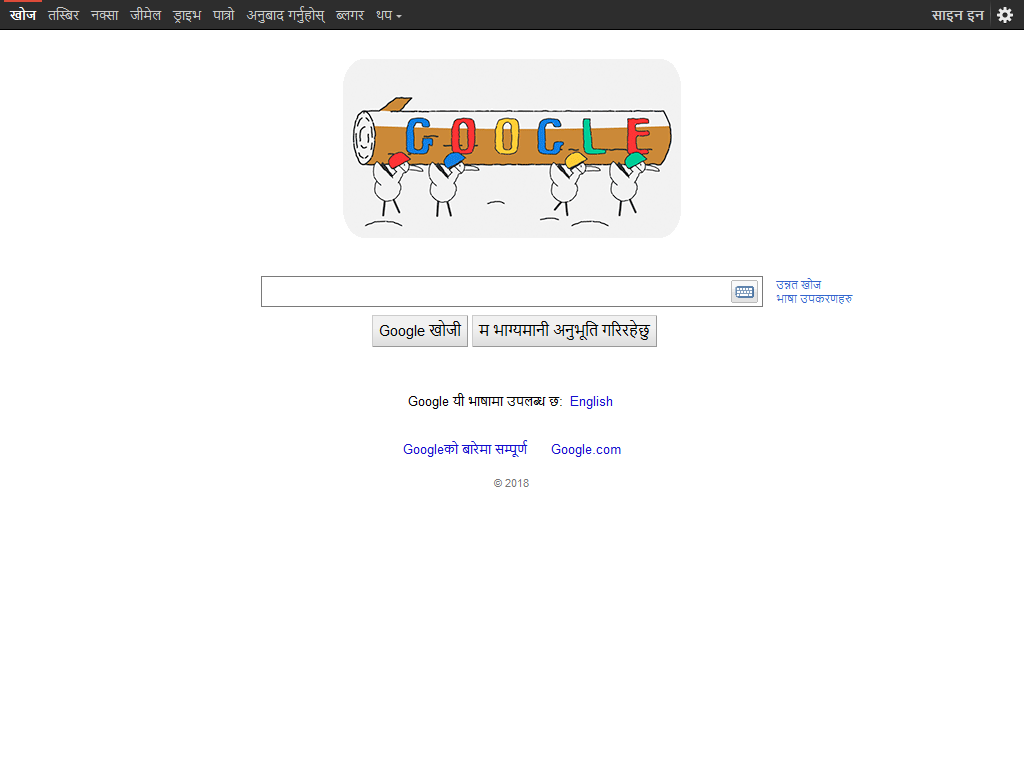 खोज तस्बिर नक्सा जीमेल ड्राइभ पात्रो अनुबाद गर्नुहोस् ब्लगर थप साइन इन
GOOGLE
उन्नत खोज
भाषा उपकरणहरु
Google खोजी म भाग्यमानी अनुभूति गरिरहेछु
Google यी भाषामा उपलब्ध छ: English
Googleको बारेमा सम्पूर्ण Google.com
© 2018